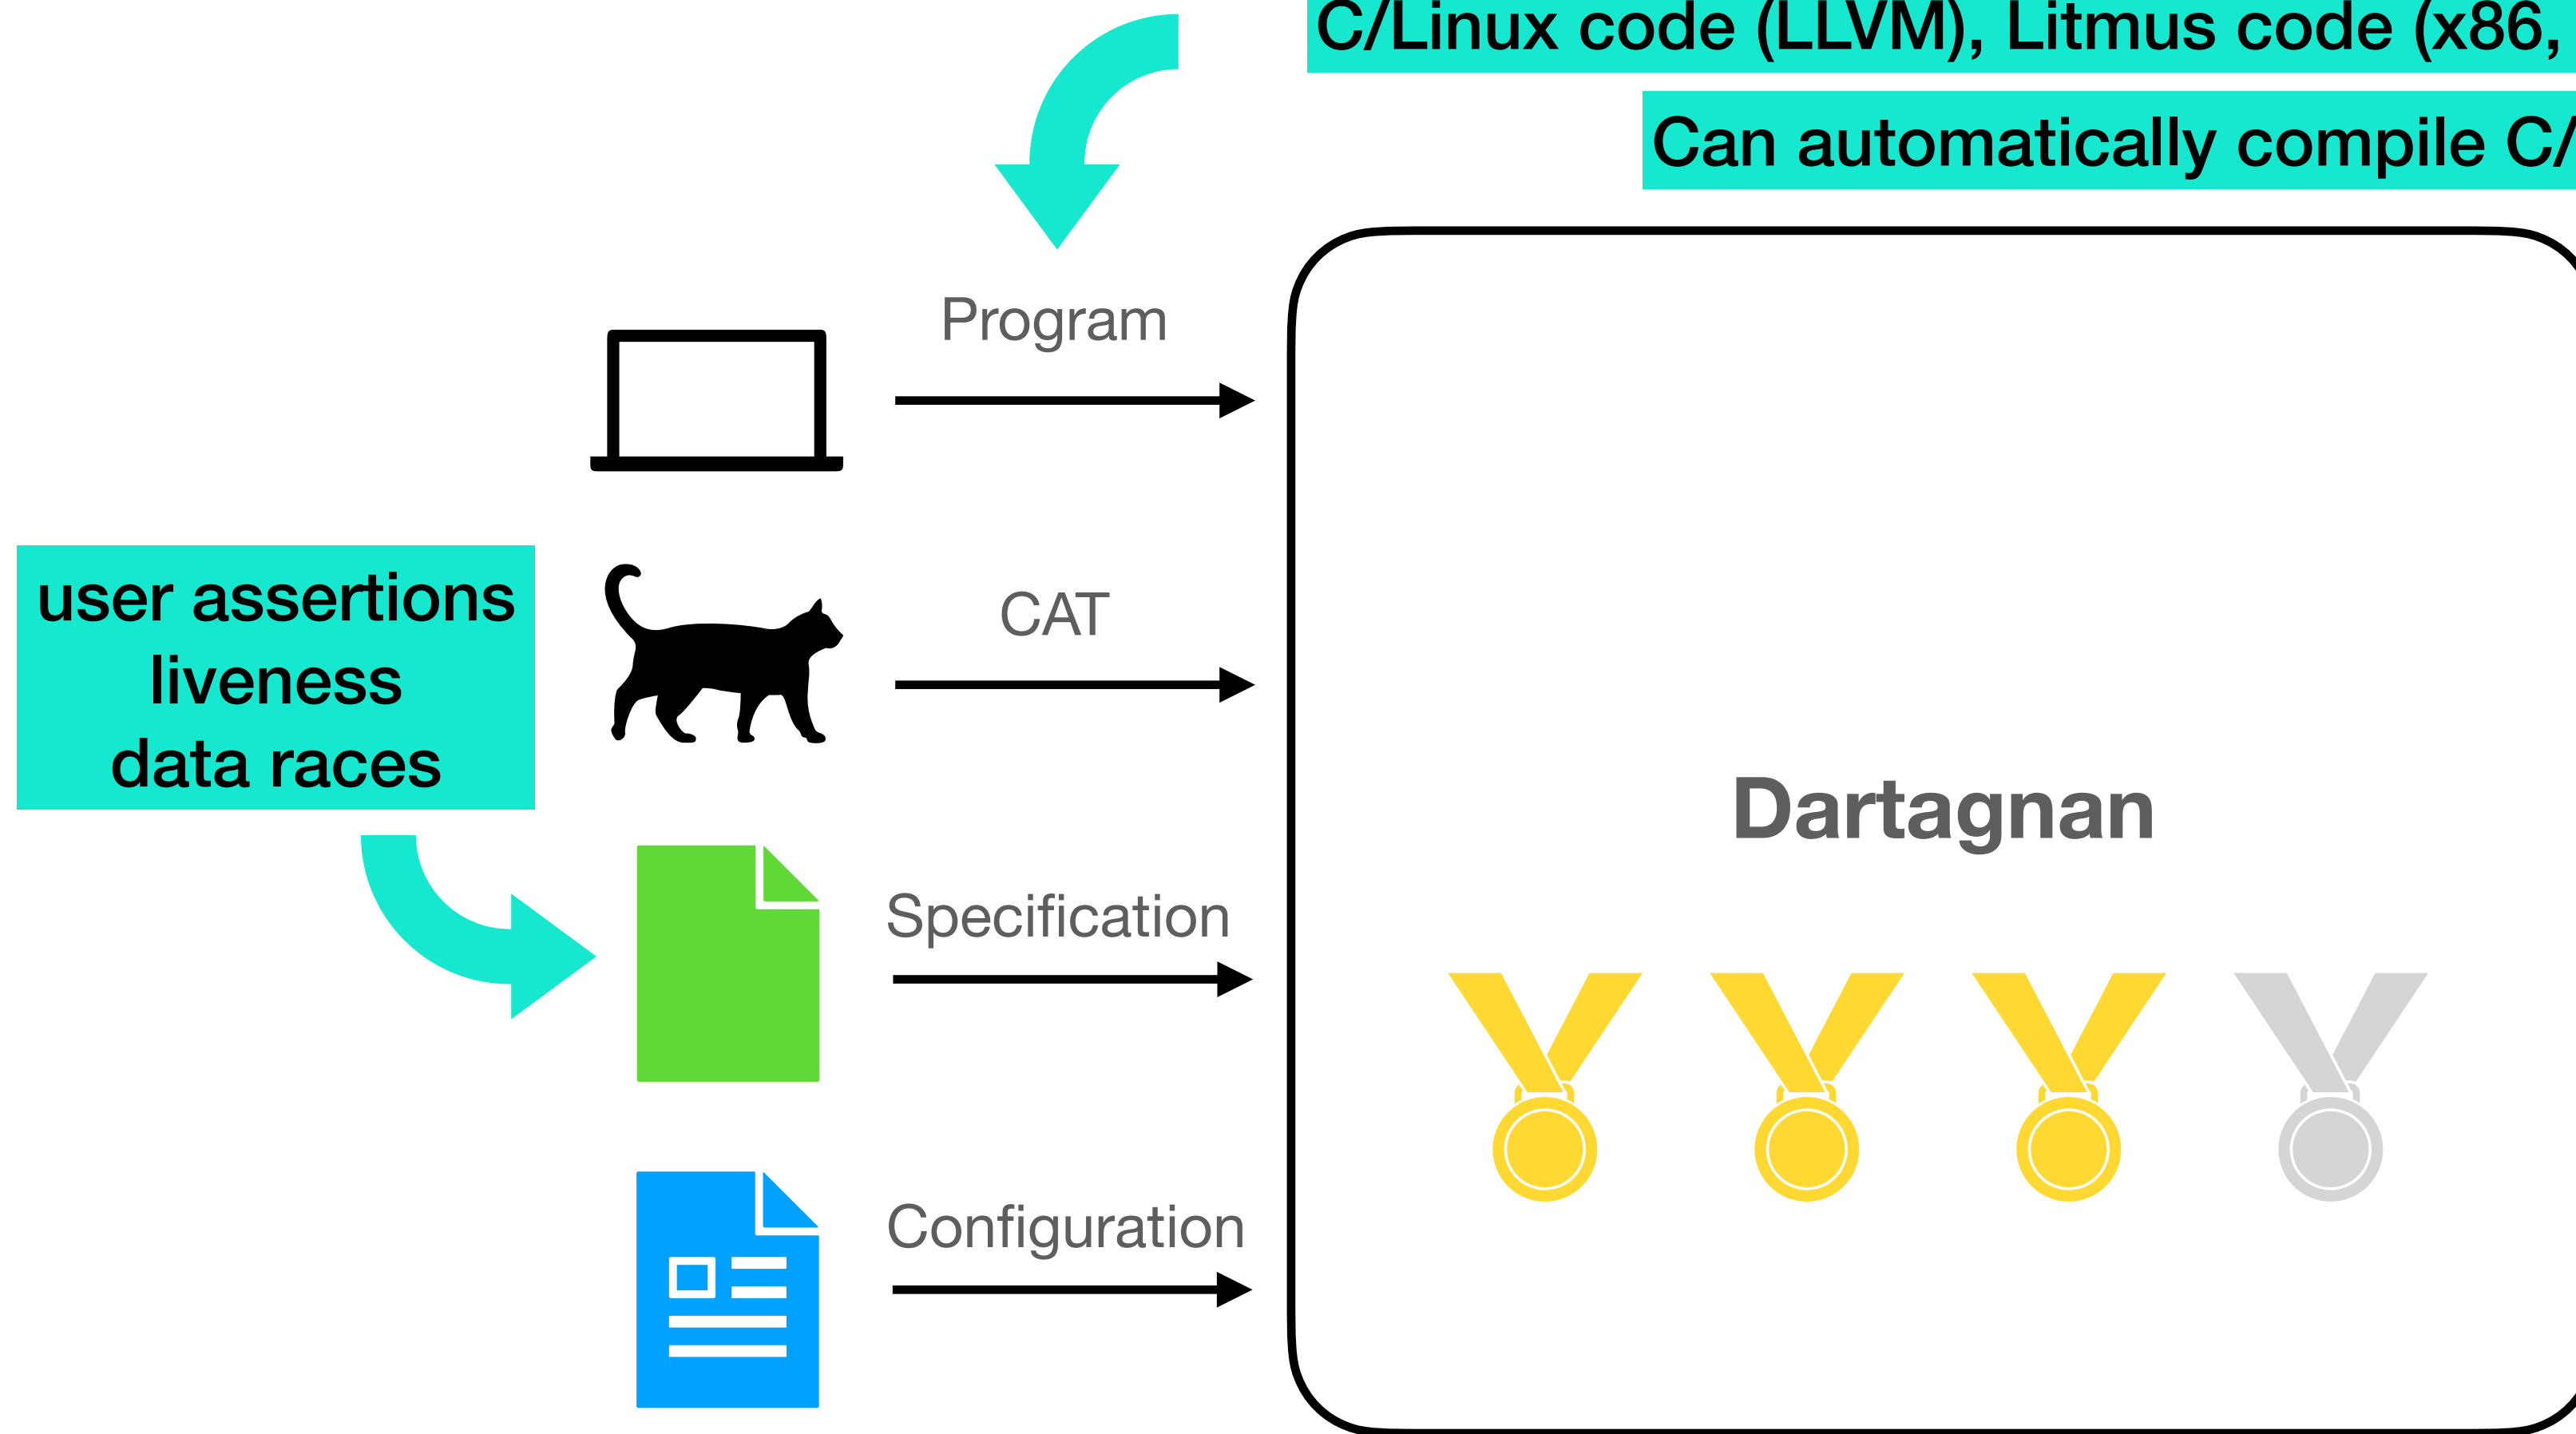 C/Linux code (LLVM), Litmus code (x86,
Can automatically compile C/
Program
CAT
user assertions
liveness
data races
Dartagnan
Specification
Configuration